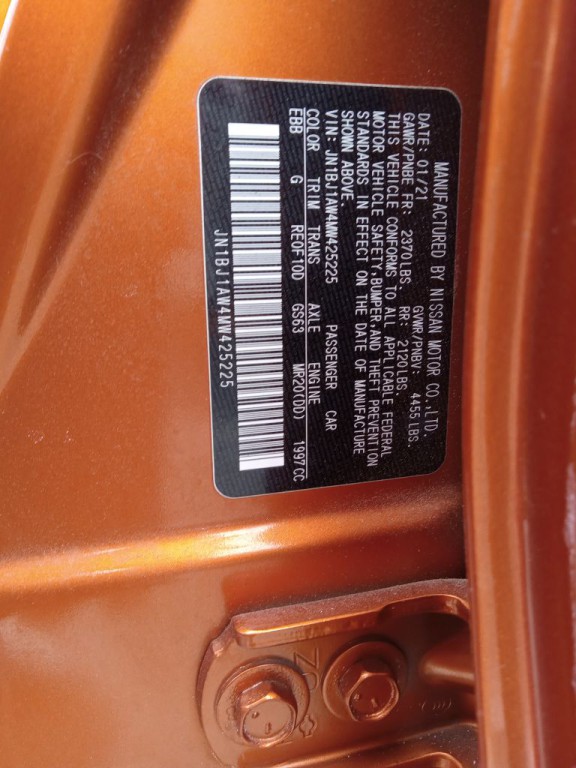 MANUFACTURED BY NISSAN MOTOR CO.,LTD.
DATE: 01/21 GVWR/PNBV: 4455LBS.
GAWR/PNBE FR: 2370LBS. RR: 2120LBS.
THIS VEHICLE CONFORMS TO ALL APPLICABLE FEDERAL
MOTOR VEHICLE SAFETY,BUMPER,AND THEFT PREVENTION
STANDARDS IN EFFECT ON THE DATE OF MANUFACTURE
SHOWN ABOVE.
VIN: JN1BJ1AW4MW425225 PASSENGER CAR
COLOR TRIM TRANS AXLE ENGINE
EBB G RE0F10D GS63 MR20(DD) 1997CC
JN1BJ1AW4MW425225